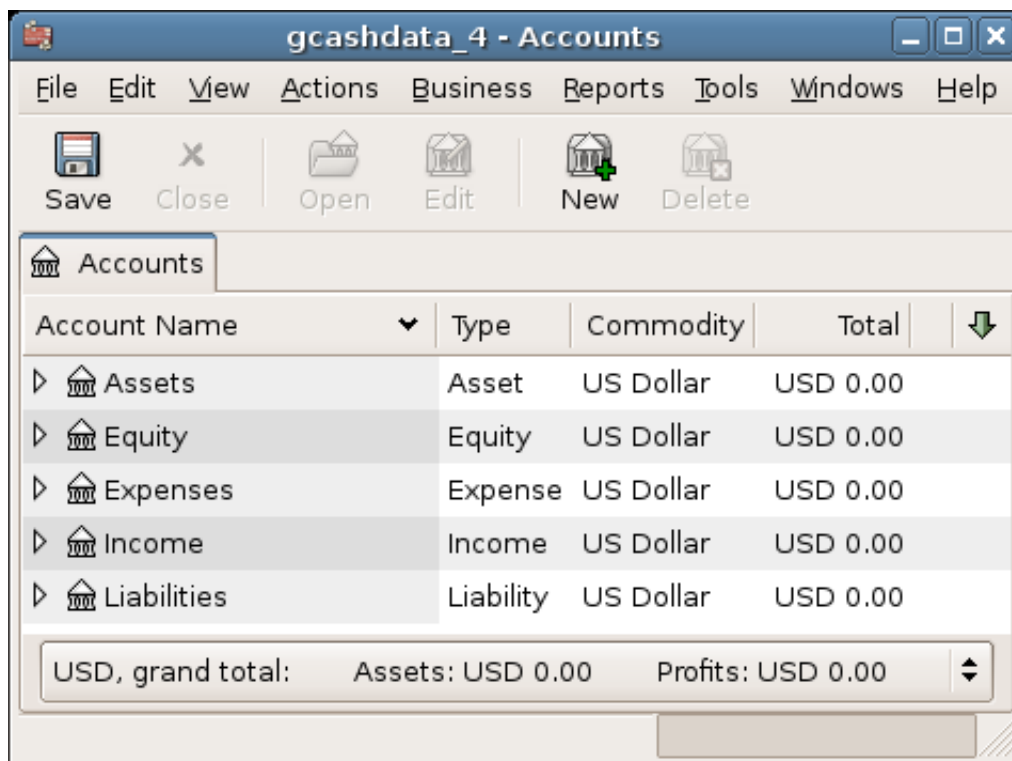 gcashdata_4 - Accounts
File Edit View Actions Business Reports Tools Windows Help
Save Close Open Edit New Delete
Accounts
Account Name Type Commodity Total
Assets Asset US Dollar USD 0.00
Equity Equity US Dollar USD 0.00
Expenses Expense US Dollar USD 0.00
Income Income US Dollar USD 0.00
Liabilities Liability US Dollar USD 0.00
USD, grand total: Assets: USD 0.00 Profits: USD 0.00